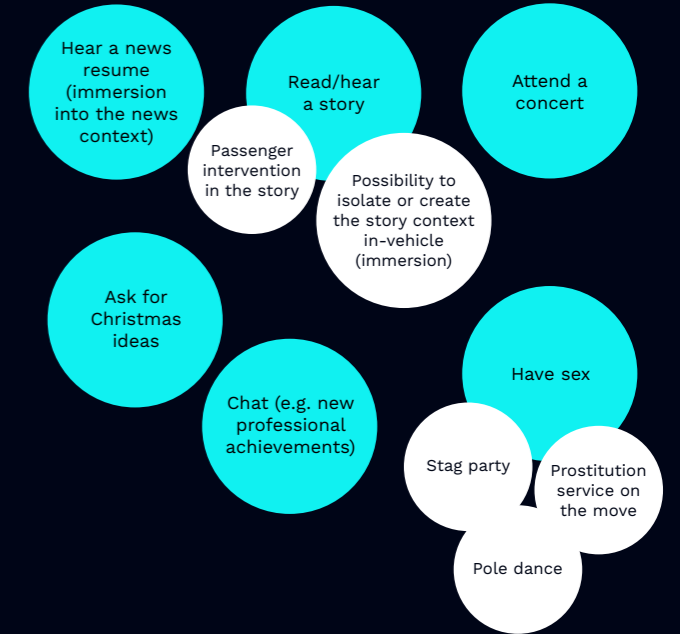 Hear a news
resume
(immersion
into the news
context)
Read/hear
a story
Attend a
concert
Passenger
intervention
in the story
Possibility to
isolate or create
the story context
in-vehicle
(immersion)
Ask for
Christmas
ideas
Chat (e.g. new
professional
achievements)
Have sex
Stag party
Prostitution
service on
the move
Pole dance